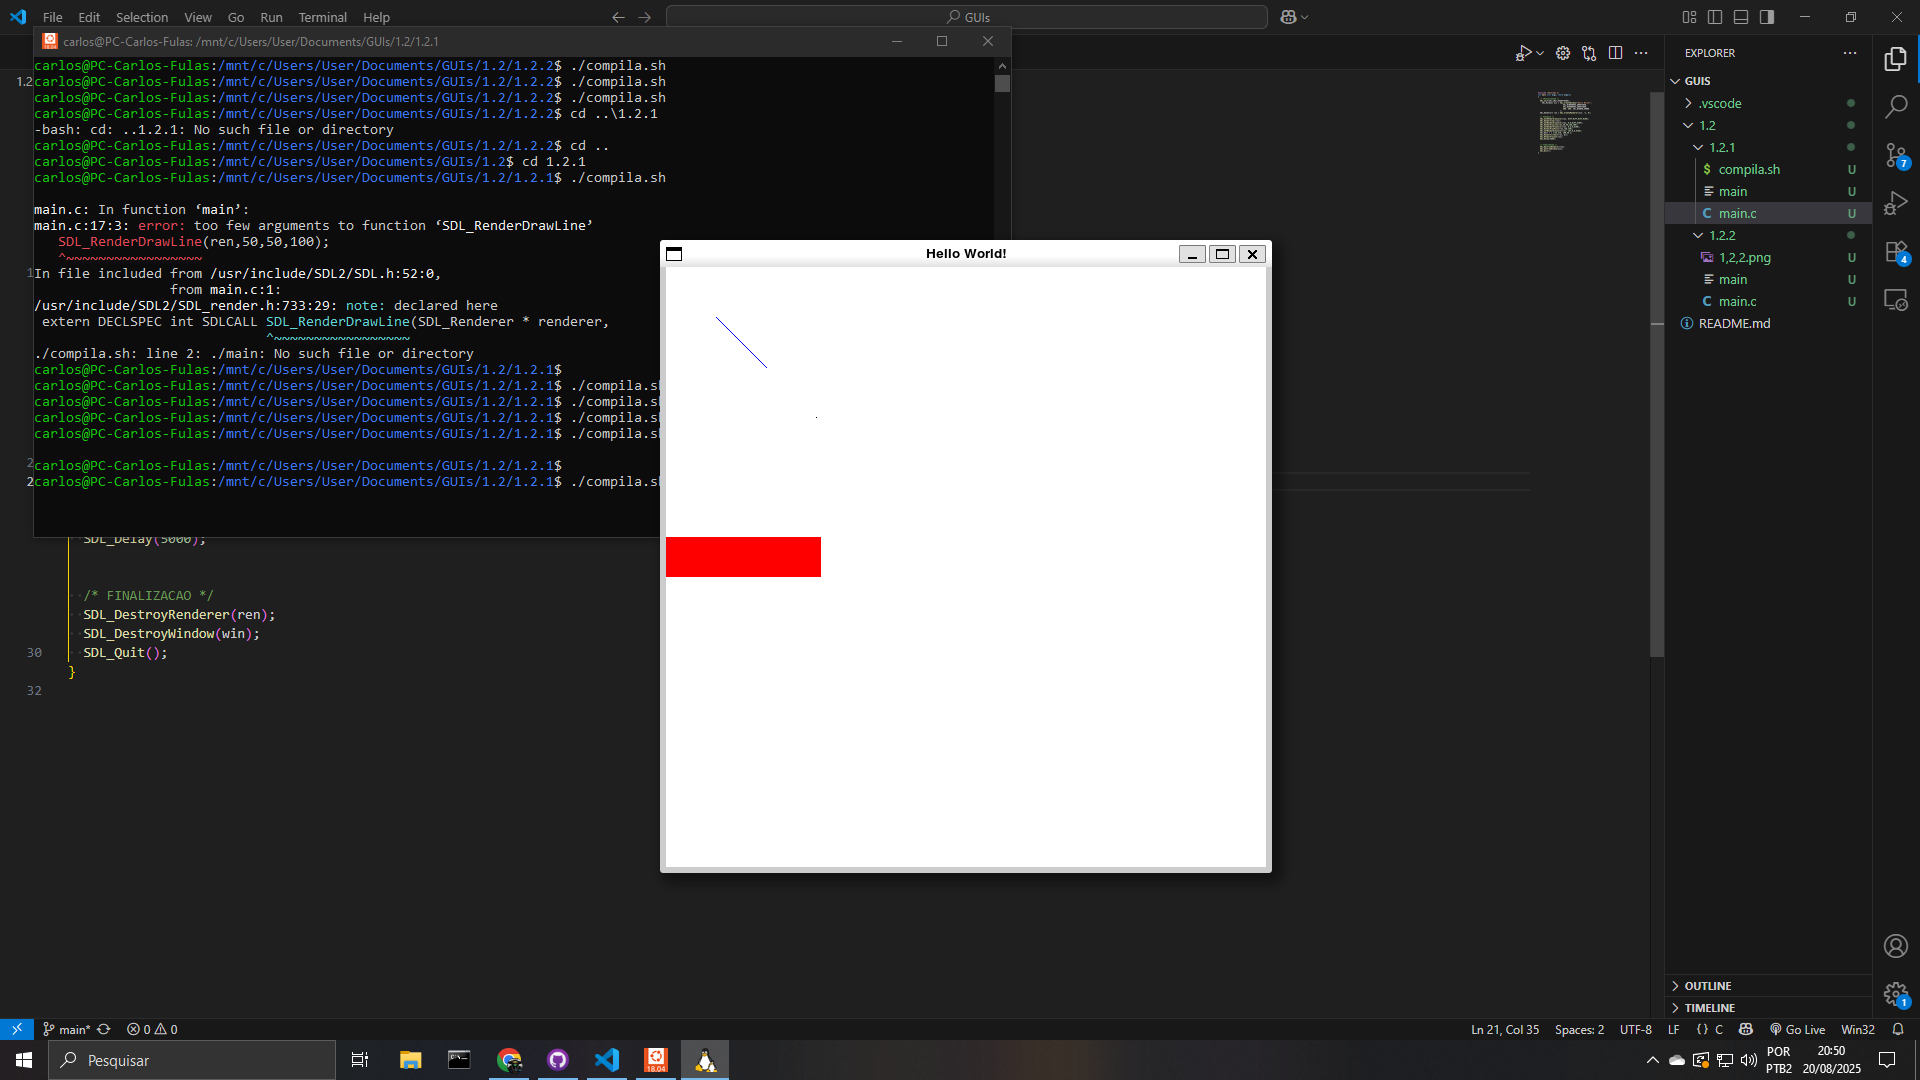 File Edit Selection View Go Run Terminal Help
GUIs
carlos@PC-Carlos-Fulas: /mnt/c/Users/User/Documents/GUIs/1.2/1.2.1
carlos@PC-Carlos-Fulas:/mnt/c/Users/User/Documents/GUIs/1.2/1.2.2$ ./compila.sh
1.2
carlos@PC-Carlos-Fulas:/mnt/c/Users/User/Documents/GUIs/1.2/1.2.2$ ./compila.sh
carlos@PC-Carlos-Fulas:/mnt/c/Users/User/Documents/GUIs/1.2/1.2.2$ ./compila.sh
carlos@PC-Carlos-Fulas:/mnt/c/Users/User/Documents/GUIs/1.2/1.2.2$ cd ..\1.2.1
-bash: cd: ..1.2.1: No such file or directory
carlos@PC-Carlos-Fulas:/mnt/c/Users/User/Documents/GUIs/1.2/1.2.2$ cd ..
carlos@PC-Carlos-Fulas:/mnt/c/Users/User/Documents/GUIs/1.2$ cd 1.2.1
carlos@PC-Carlos-Fulas:/mnt/c/Users/User/Documents/GUIs/1.2/1.2.1$ ./compila.sh
main.c: In function ‘main’:
main.c:17:3: error: too few arguments to function ‘SDL_RenderDrawLine’
SDL_RenderDrawLine(ren,50,50,100);
^~~~~~~~~~~~~~~~~~
1
In file included from /usr/include/SDL2/SDL.h:52:0,
from main.c:1:
/usr/include/SDL2/SDL_render.h:733:29: note: declared here
extern DECLSPEC int SDLCALL SDL_RenderDrawLine(SDL_Renderer * renderer,
^~~~~~~~~~~~~~~~~~
./compila.sh: line 2: ./main: No such file or directory
carlos@PC-Carlos-Fulas:/mnt/c/Users/User/Documents/GUIs/1.2/1.2.1$
carlos@PC-Carlos-Fulas:/mnt/c/Users/User/Documents/GUIs/1.2/1.2.1$ ./compila.sh
carlos@PC-Carlos-Fulas:/mnt/c/Users/User/Documents/GUIs/1.2/1.2.1$ ./compila.sh
carlos@PC-Carlos-Fulas:/mnt/c/Users/User/Documents/GUIs/1.2/1.2.1$ ./compila.sh
carlos@PC-Carlos-Fulas:/mnt/c/Users/User/Documents/GUIs/1.2/1.2.1$ ./compila.sh
2
carlos@PC-Carlos-Fulas:/mnt/c/Users/User/Documents/GUIs/1.2/1.2.1$
2
carlos@PC-Carlos-Fulas:/mnt/c/Users/User/Documents/GUIs/1.2/1.2.1$ ./compila.sh
SDL_Delay(5000);
/* FINALIZACAO */
SDL_DestroyRenderer(ren);
SDL_DestroyWindow(win);
30 SDL_Quit();
}
32
Hello World!
EXPLORER
GUIS
.vscode
1.2
1.2.1
$ compila.sh U
main U
C main.c U
1.2.2
1,2,2.png U
main U
C main.c U
README.md
7
4
1
OUTLINE
TIMELINE
main* 0 0
Ln 21, Col 35 Spaces: 2 UTF-8 LF {} C Go Live Win32
Pesquisar
18.04
POR
PTB2
20:50
20/08/2025